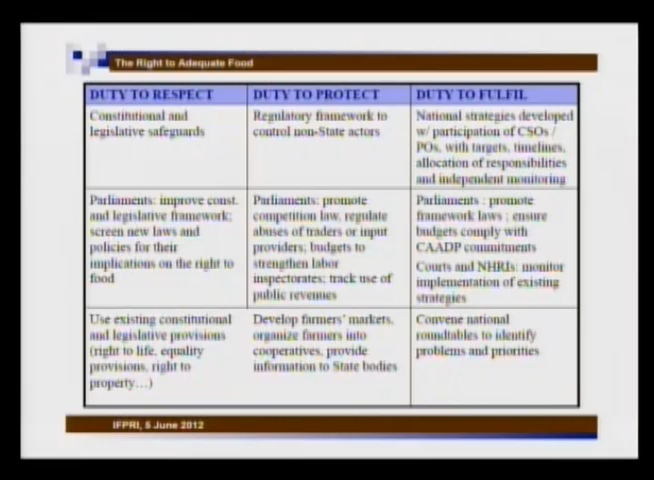 The Right to Adequate Food
DUTY TO RESPECT
DUTY TO PROTECT
DUTY TO FULFIL
Constitutional and
legislative safeguards
Regulatory framework to
control non-State actors
National strategies developed
w/ participation of CSOs /
POs, with targets, timelines,
allocation of responsibilities
and independent monitoring
Parliaments: improve const.
and legislative framework;
screen new laws and
policies for their
implications on the right to
food
Parliaments: promote
competition law, regulate
abuses of traders or input
providers; budgets to
strengthen labor
inspectorates; track use of
public revenues
Parliaments : promote
framework laws ; ensure
budgets comply with
CAADP commitments
Courts and NHRIs: monitor
implementation of existing
strategies
Use existing constitutional
and legislative provisions
(right to life, equality
provisions, right to
property…)
Develop farmers' markets,
organize farmers into
cooperatives, provide
information to State bodies
Convene national
roundtables to identify
problems and priorities
IFPRI, 5 June 2012